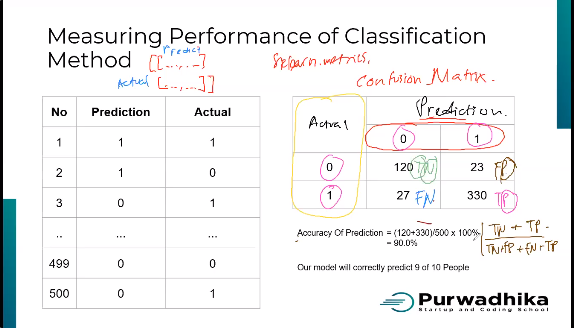 Measuring Performance of Classification
Method
Predict
[[..., ...]
Actual [..., ...]]
Sklearn.metrics.
Confusion Matrix.
No Prediction Actual
1 1 1
2 1 0
3 0 1
.. ... ...
499 0 0
500 0 1
Prediction.
Actual
0 1
0 120 TN 23 FP
1 27 FN 330 TP
Accuracy Of Prediction = (120+330)/500 x 100%
= 90.0%
TN + TP
TN+FP + FN + TP
Our model will correctly predict 9 of 10 People
Purwadhika
Startup and Coding School